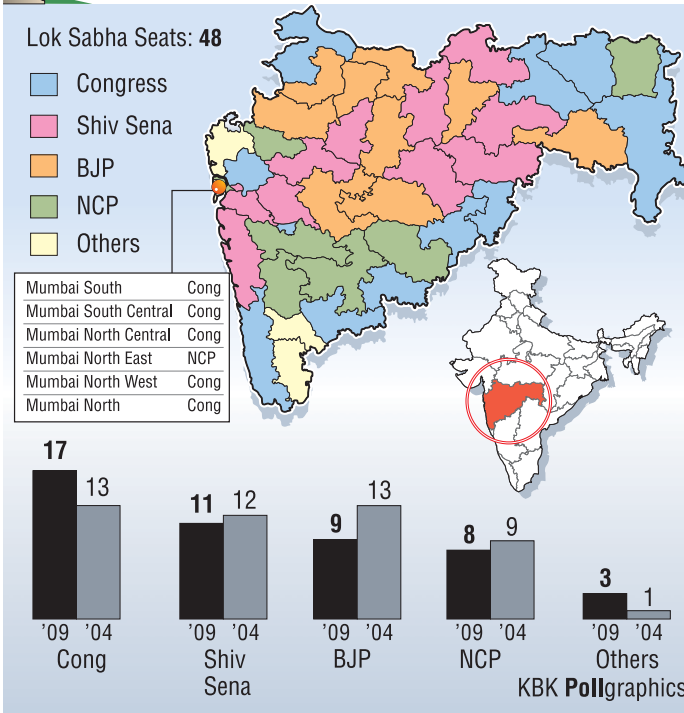 Lok Sabha Seats: 48
Congress
Shiv Sena
BJP
NCP
Others
Mumbai South Cong
Mumbai South Central Cong
Mumbai North Central Cong
Mumbai North East NCP
Mumbai North West Cong
Mumbai North Cong
17 13 11 12 9 13 8 9 3 1
'09 '04 '09 '04 '09 '04 '09 '04 '09 '04
Cong Shiv Sena BJP NCP Others
KBK Pollgraphics